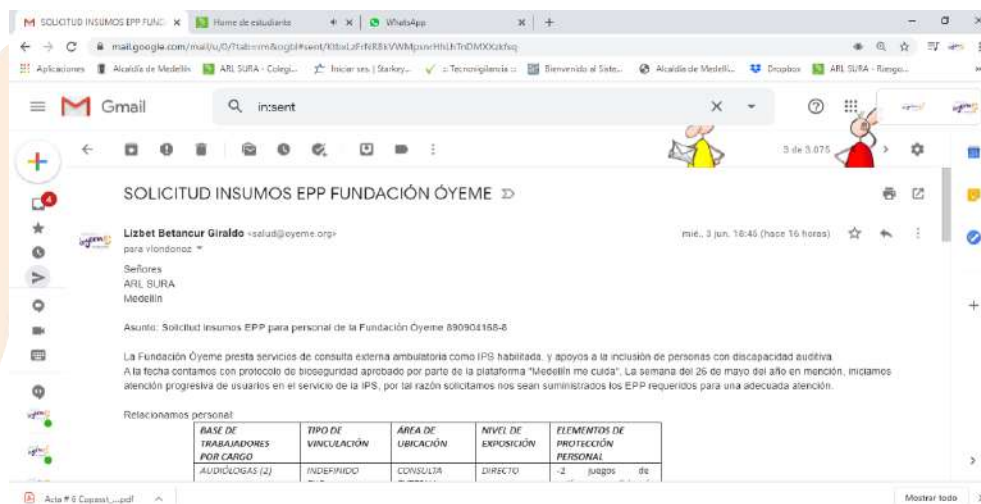 SOLICITUD INSUMOS EPP FUND
Home de estudiante
WhatsApp
Aplicaciones
Alcaldía de Medellín
ARL SURA - Colegi...
Iniciar ses. | Starkey...
:: Tecnovigilancia ::
Bienvenido al Siste...
Alcaldía de Medell...
Dropbox
ARL SURA - Riesgo...
Gmail
in:sent
3 de 3.075
SOLICITUD INSUMOS EPP FUNDACIÓN ÓYEME
Lizbet Betancur Giraldo <salud@oyeme.org>
mié., 3 jun. 16:46 (hace 16 horas)
para vlondonoz
Señores
ARL SURA
Medellín
Asunto: Solicitud insumos EPP para personal de la Fundación Óyeme 890904168-8
La Fundación Óyeme presta servicios de consulta externa ambulatoria como IPS habilitada, y apoyos a la inclusión de personas con discapacidad auditiva.
A la fecha contamos con protocolo de bioseguridad aprobado por parte de la plataforma "Medellín me cuida". La semana del 26 de mayo del año en mención, iniciamos
atención progresiva de usuarios en el servicio de la IPS, por tal razón solicitamos nos sean suministrados los EPP requeridos para una adecuada atención.
Relacionamos personal:
BASE DE TRABAJADORES POR CARGO
TIPO DE VINCULACIÓN
ÁREA DE UBICACIÓN
NIVEL DE EXPOSICIÓN
ELEMENTOS DE PROTECCIÓN PERSONAL
AUDIÓLOGAS (2)
INDEFINIDO
CONSULTA
DIRECTO
-2 juegos de
4
Acta # 6 Copasst_...pdf
Mostrar todo